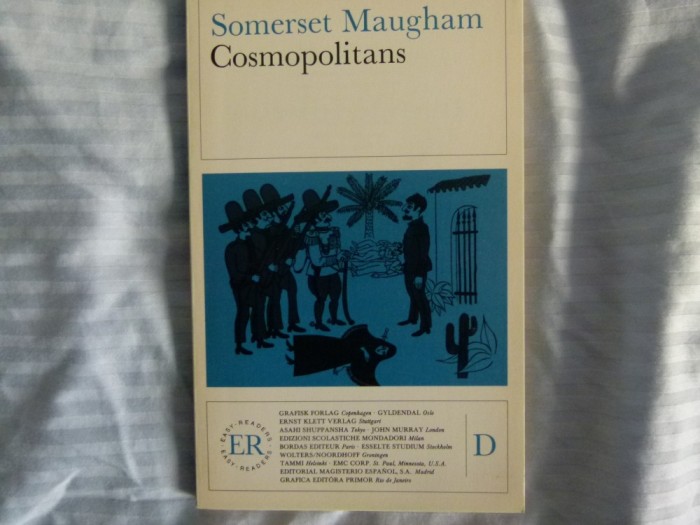 Somerset Maugham
Cosmopolitans
EASY-READERS
ER
EASY-READERS
GRAFISK FORLAG Copenhagen · GYLDENDAL Oslo
ERNST KLETT VERLAG Stuttgart
ASAHI SHUPPANSHA Tokyo · JOHN MURRAY London
EDIZIONI SCOLASTICHE MONDADORI Milan
BORDAS EDITEUR Paris · ESSELTE STUDIUM Stockholm
WOLTERS/NOORDHOFF Groningen
TAMMI Helsinki · EMC CORP. St. Paul, Minnesota, U.S.A.
EDITORIAL MAGISTERIO ESPAÑOL, S.A. Madrid
GRAFICA EDITÔRA PRIMOR Rio de Janeiro
D